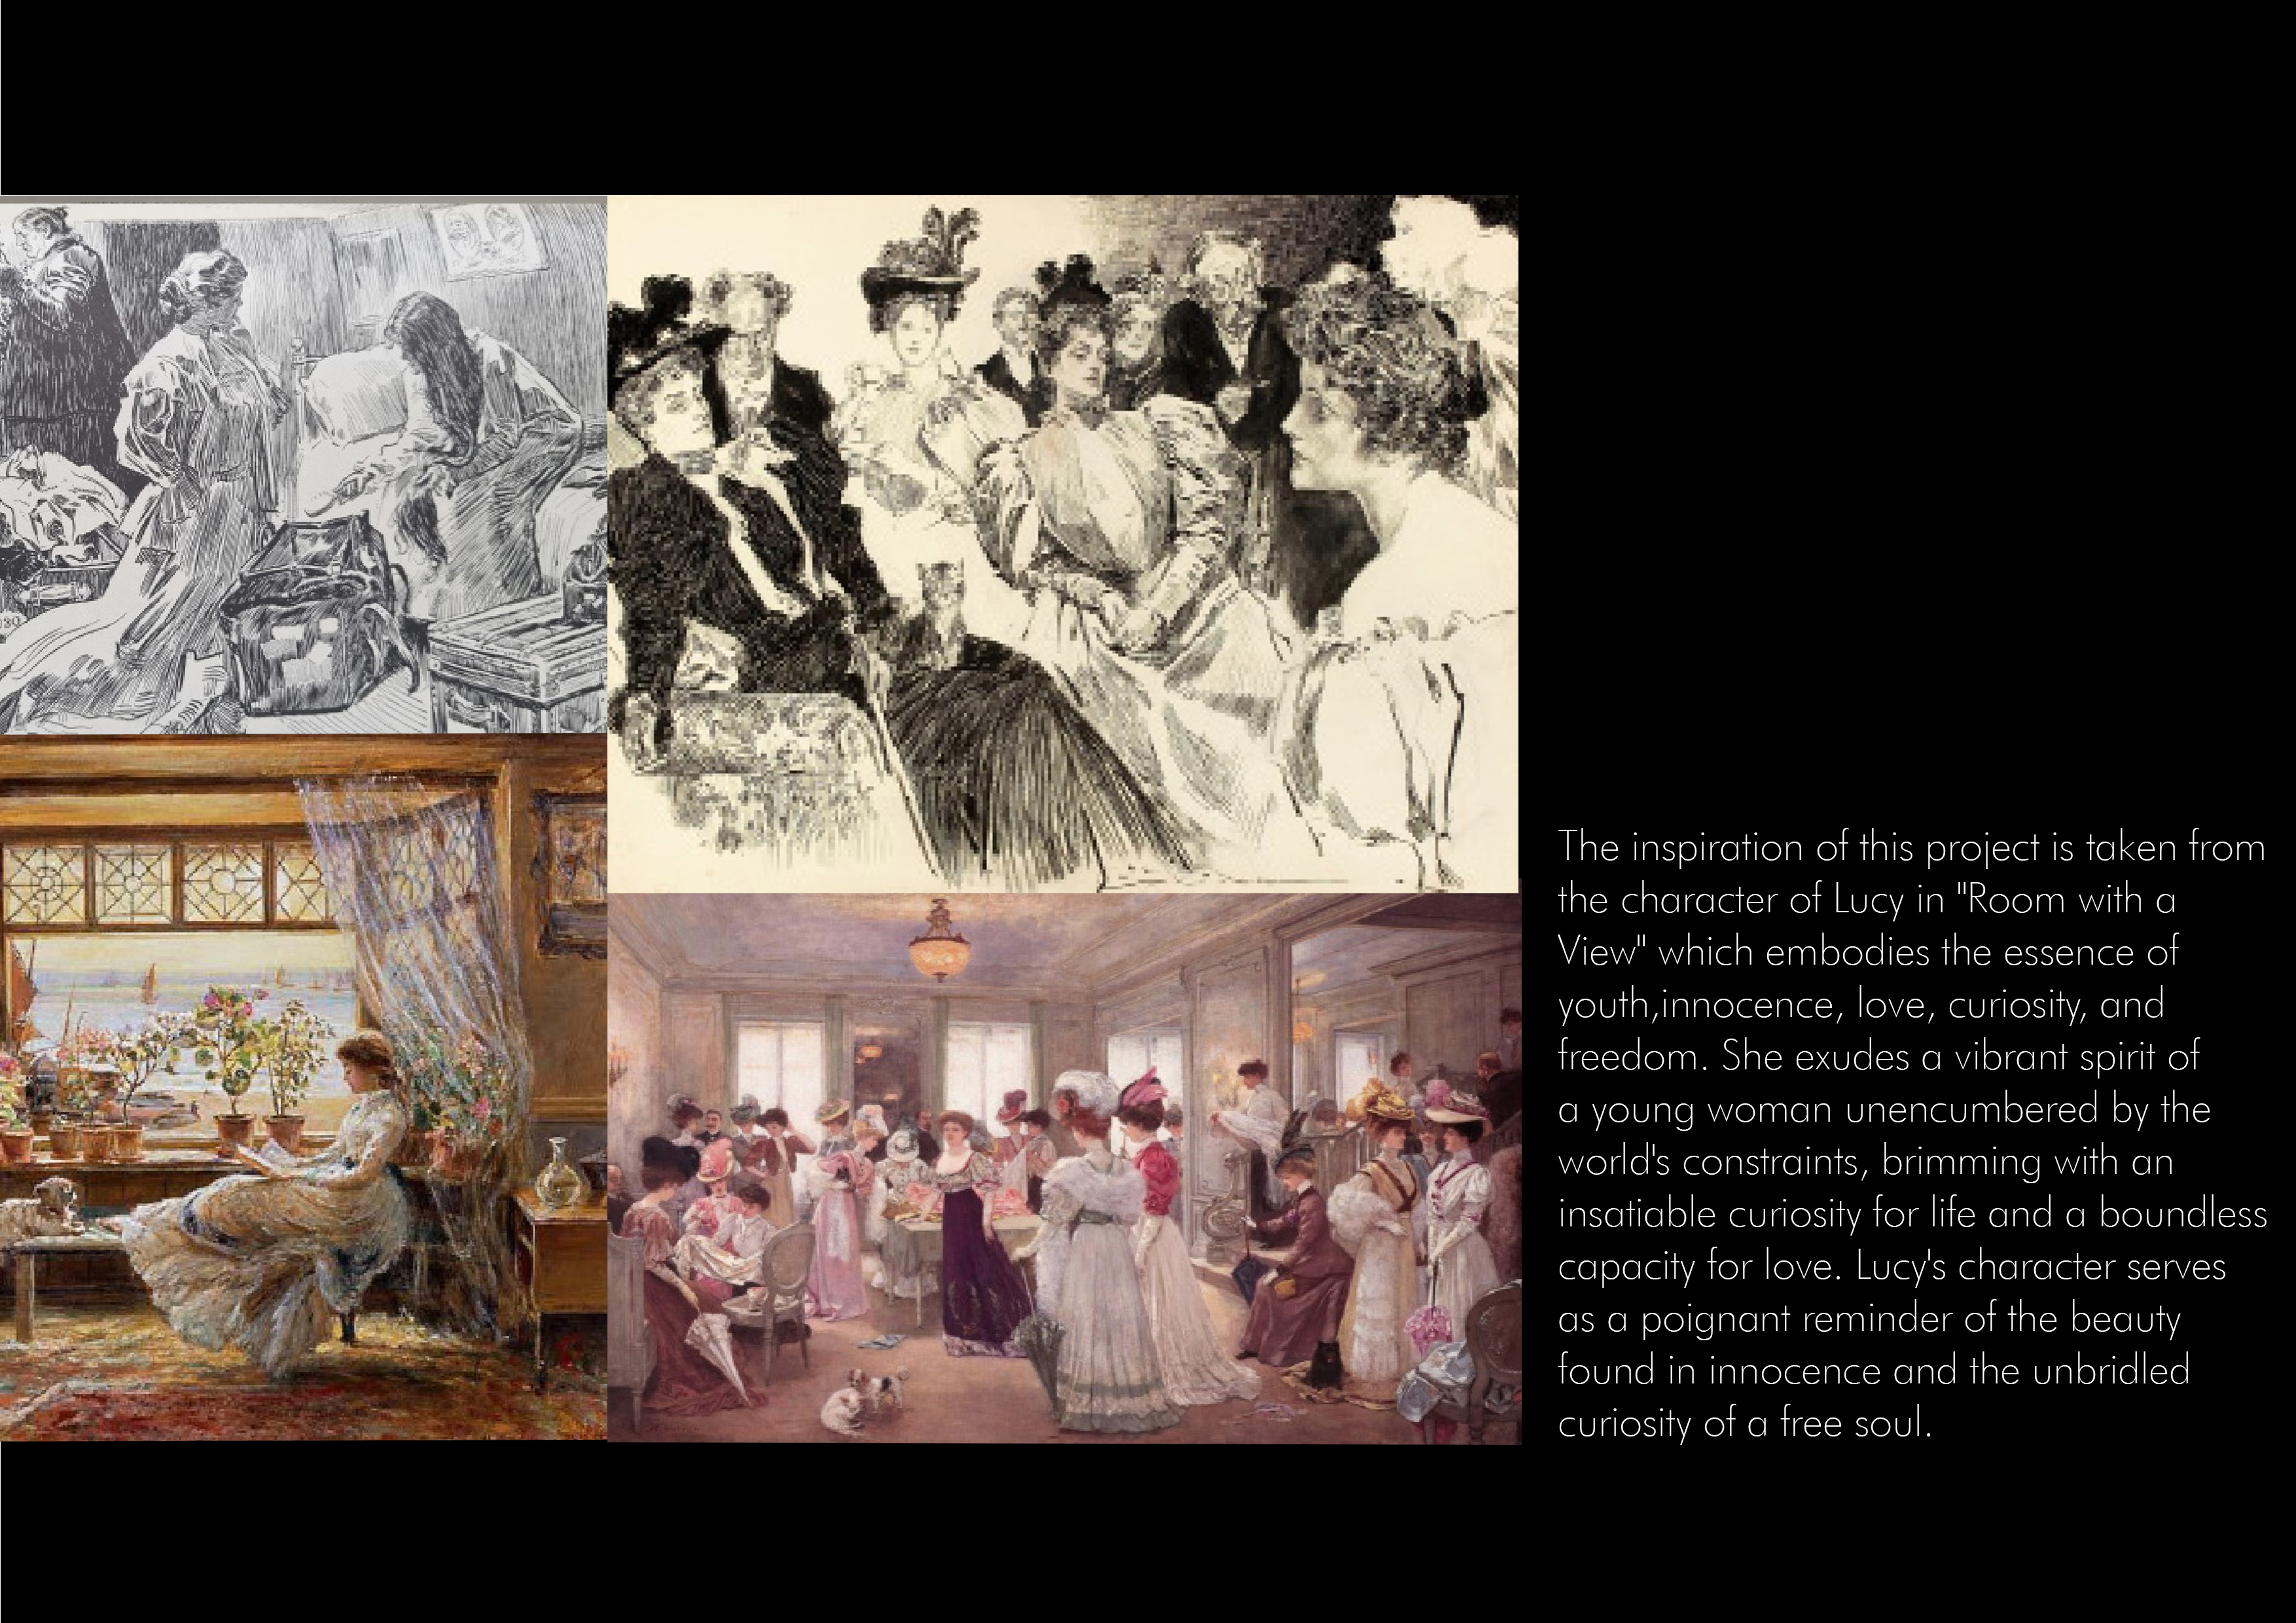 The inspiration of this project is taken from
the character of Lucy in "Room with a
View" which embodies the essence of
youth,innocence, love, curiosity, and
freedom. She exudes a vibrant spirit of
a young woman unencumbered by the
world's constraints, brimming with an
insatiable curiosity for life and a boundless
capacity for love. Lucy's character serves
as a poignant reminder of the beauty
found in innocence and the unbridled
curiosity of a free soul.